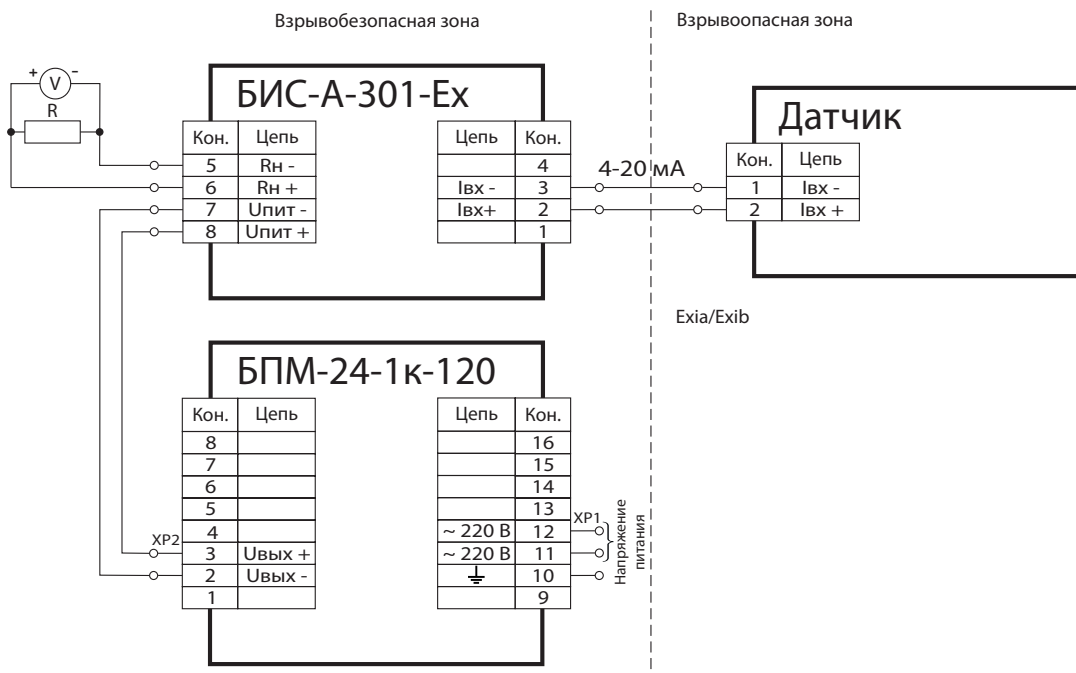 Взрывобезопасная зона
Взрывоопасная зона
+ V -
R
БИС-А-301-Ex
Кон. Цепь
5 Rн -
6 Rн +
7 Uпит -
8 Uпит +
Цепь Кон.
4
Iвх - 3
Iвх+ 2
1
4-20 мА
Датчик
Кон. Цепь
1 Iвх -
2 Iвх +
Exia/Exib
БПМ-24-1к-120
Кон. Цепь
8
7
6
5
4
3 Uвых +
2 Uвых -
1
XP2
Цепь Кон.
16
15
14
13
~ 220 В 12
~ 220 В 11
10
9
XP1
Напряжение
питания